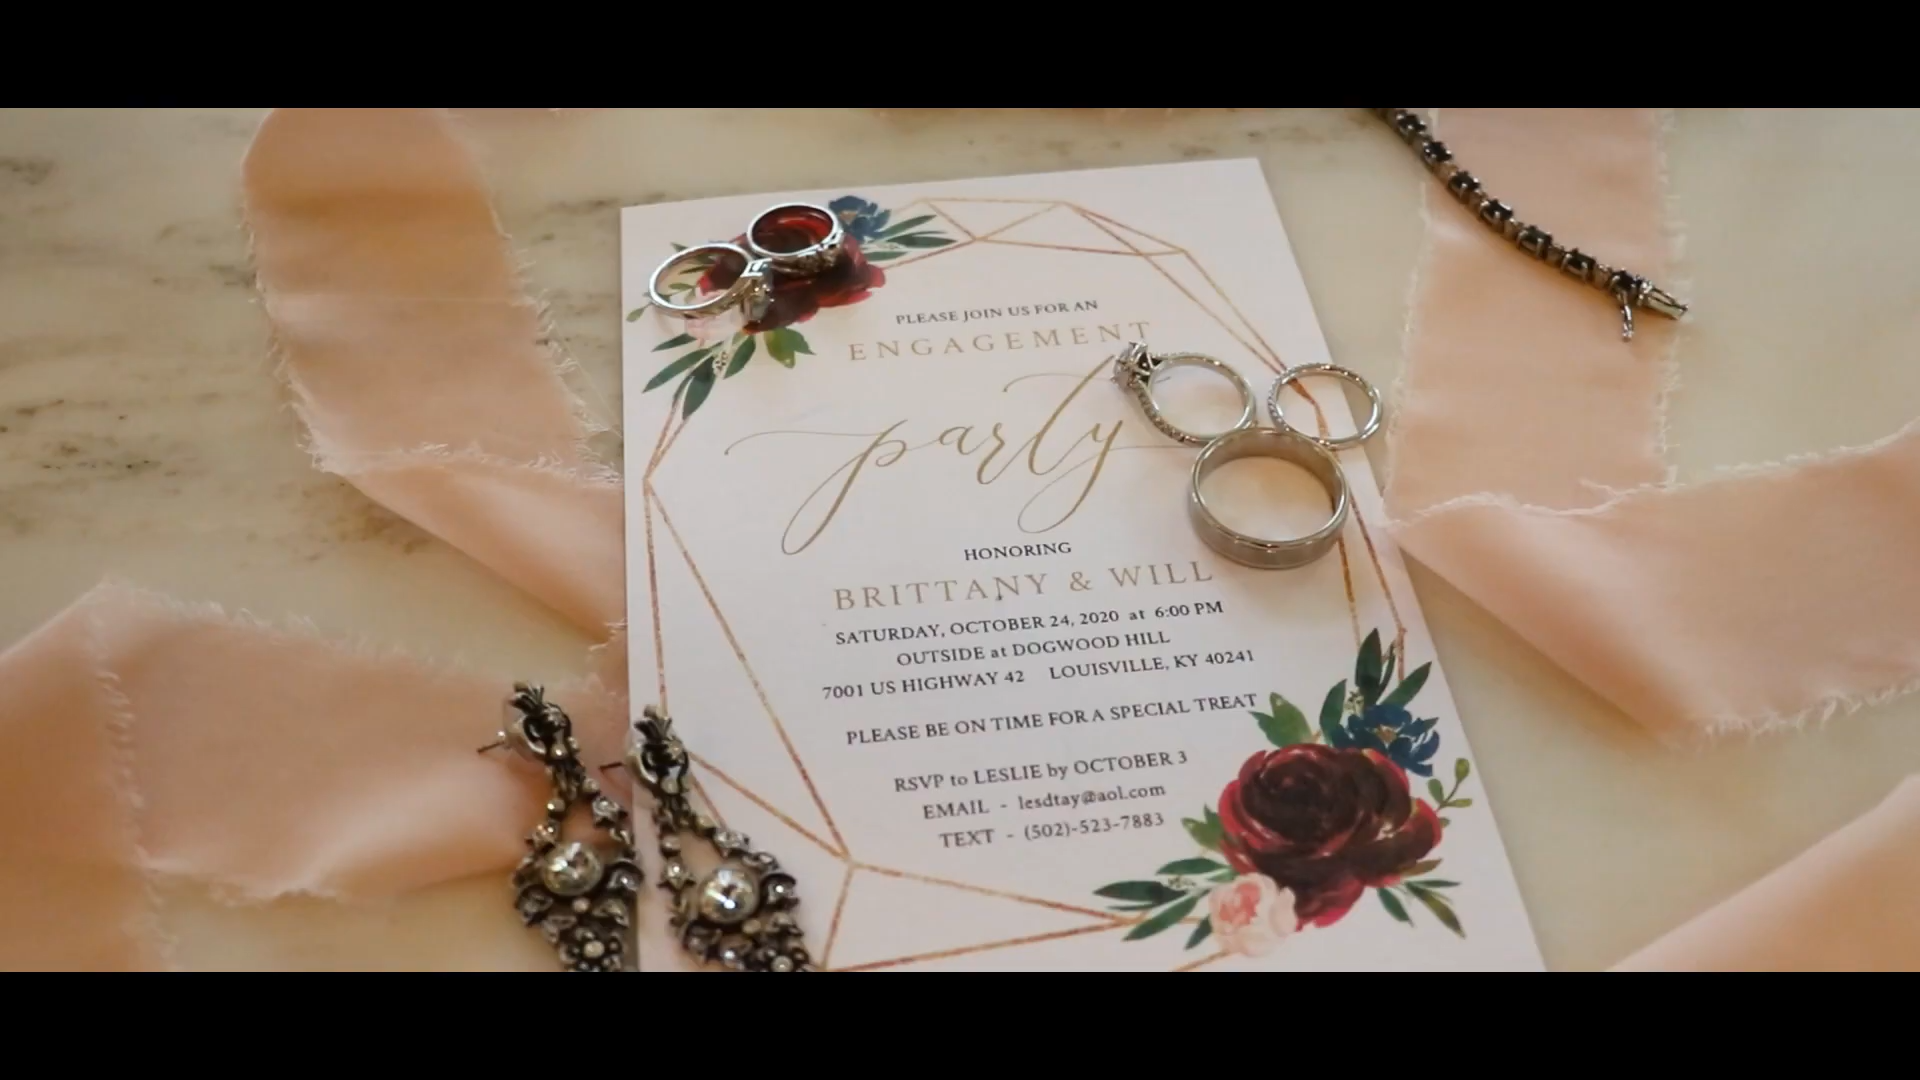 PLEASE JOIN US FOR AN
ENGAGEMENT
party
HONORING
BRITTANY & WILL
SATURDAY, OCTOBER 24, 2020 at 6:00 PM
OUTSIDE at DOGWOOD HILL
7001 US HIGHWAY 42 LOUISVILLE, KY 40241
PLEASE BE ON TIME FOR A SPECIAL TREAT
RSVP to LESLIE by OCTOBER 3
EMAIL - lesdtay@aol.com
TEXT - (502)-523-7883